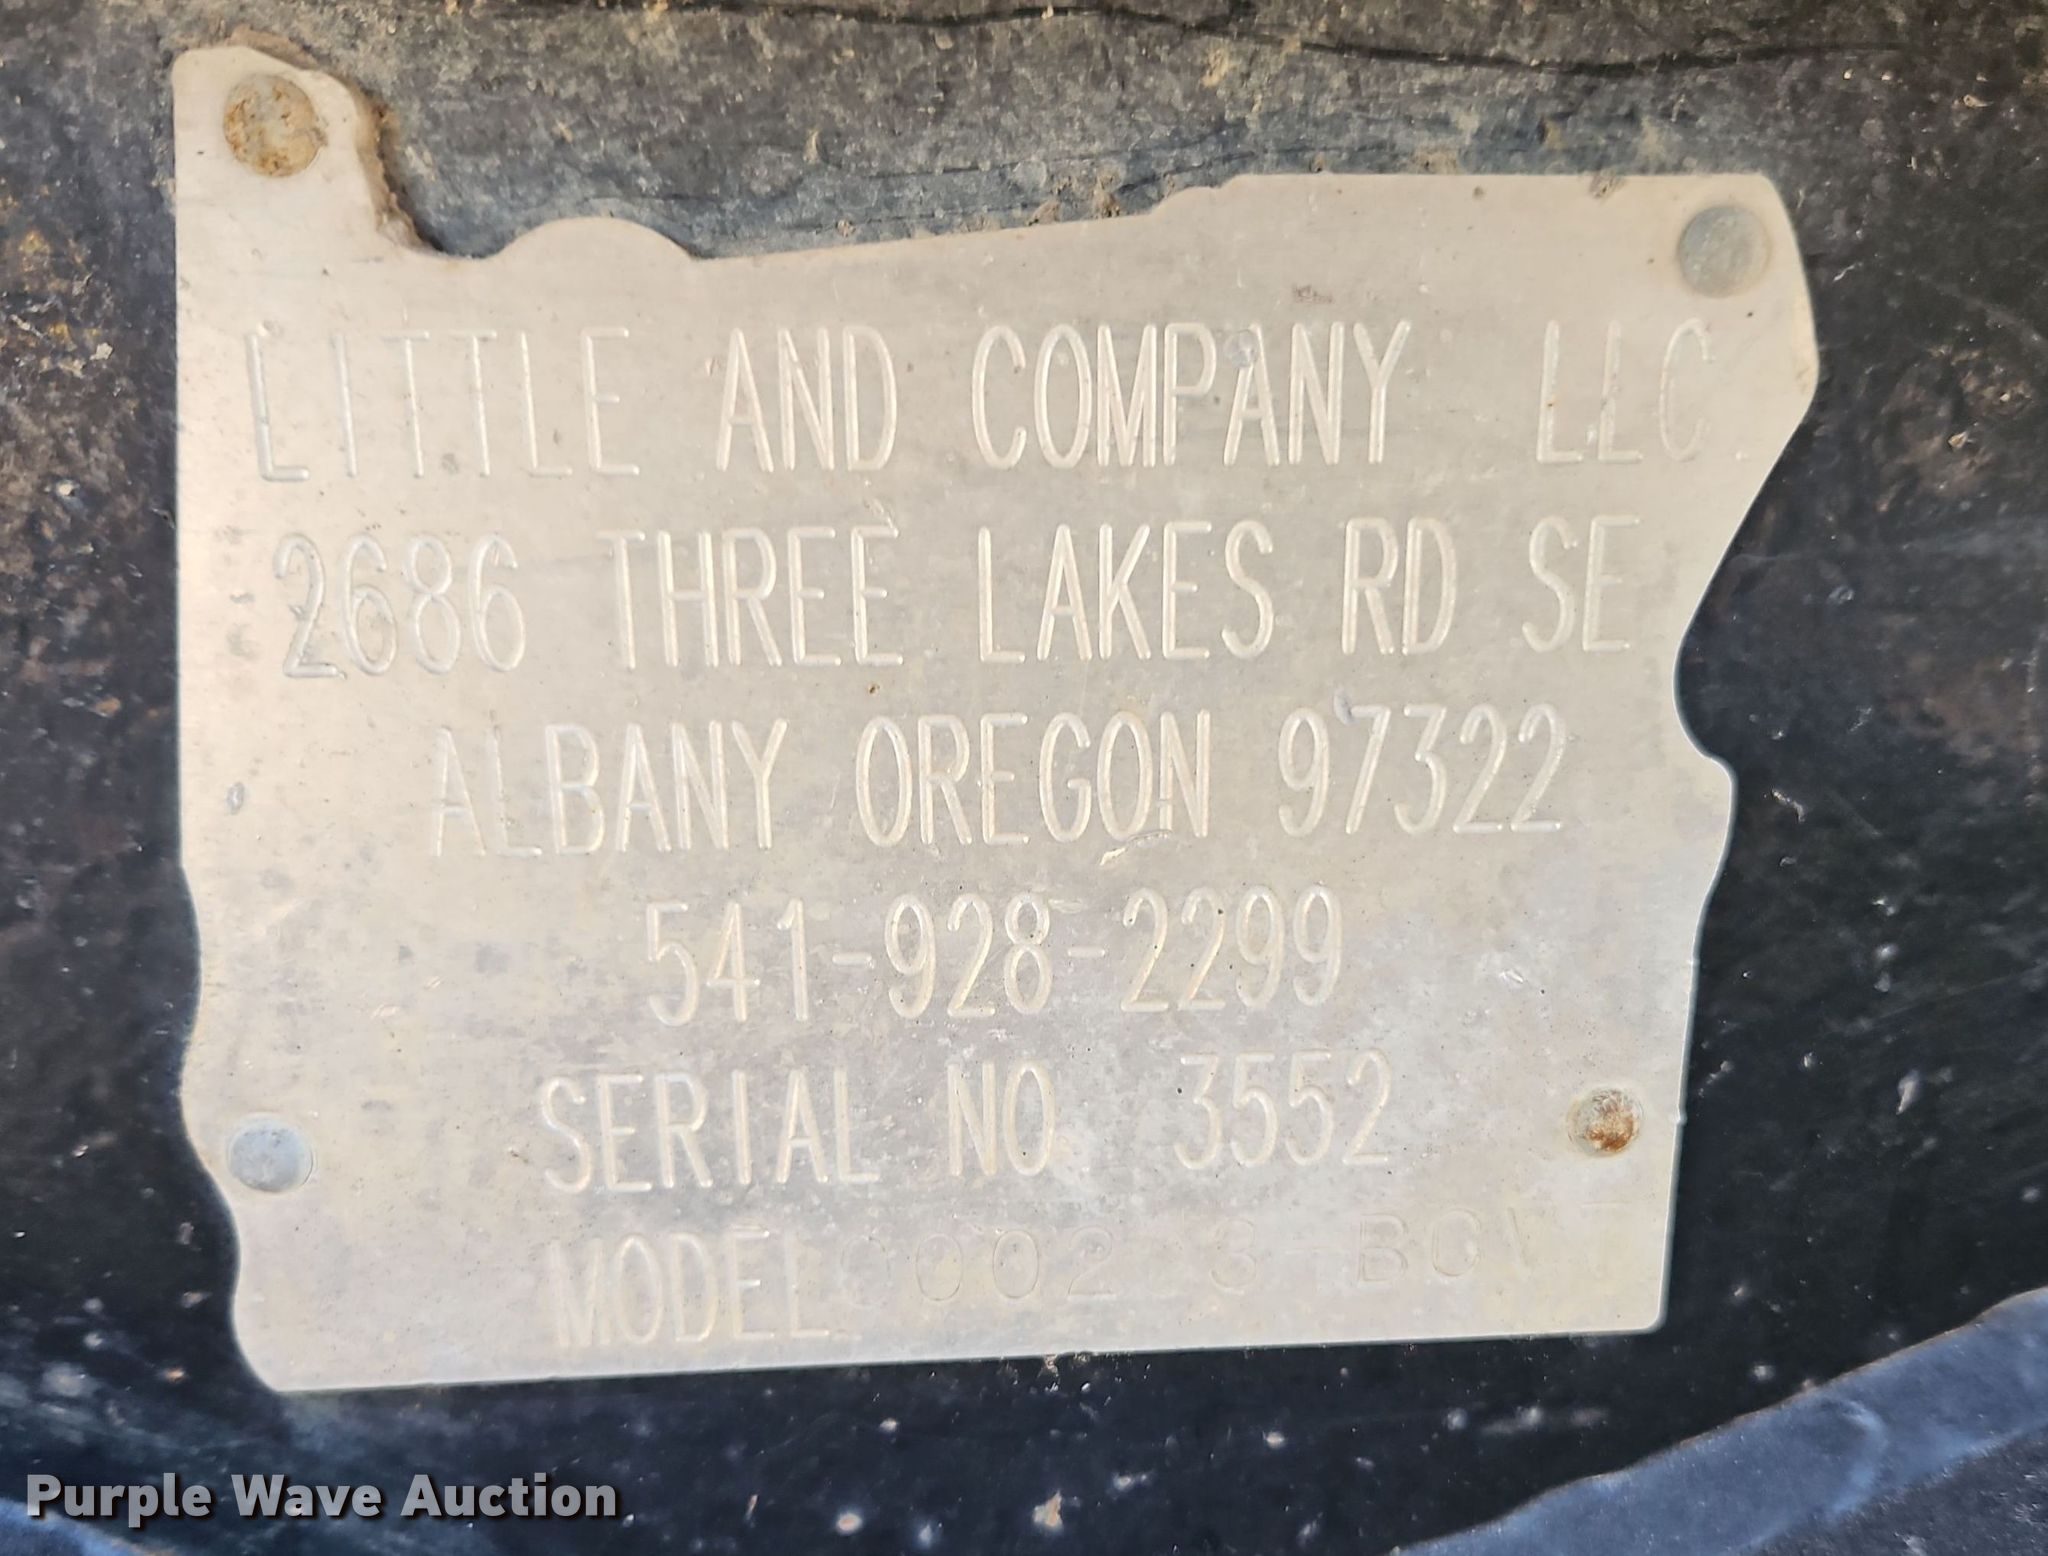 LITTLE AND COMPANY LLC
2686 THREE LAKES RD SE
ALBANY OREGON 97322
541-928-2299
SERIAL NO 3552
MODEL
Purple Wave Auction